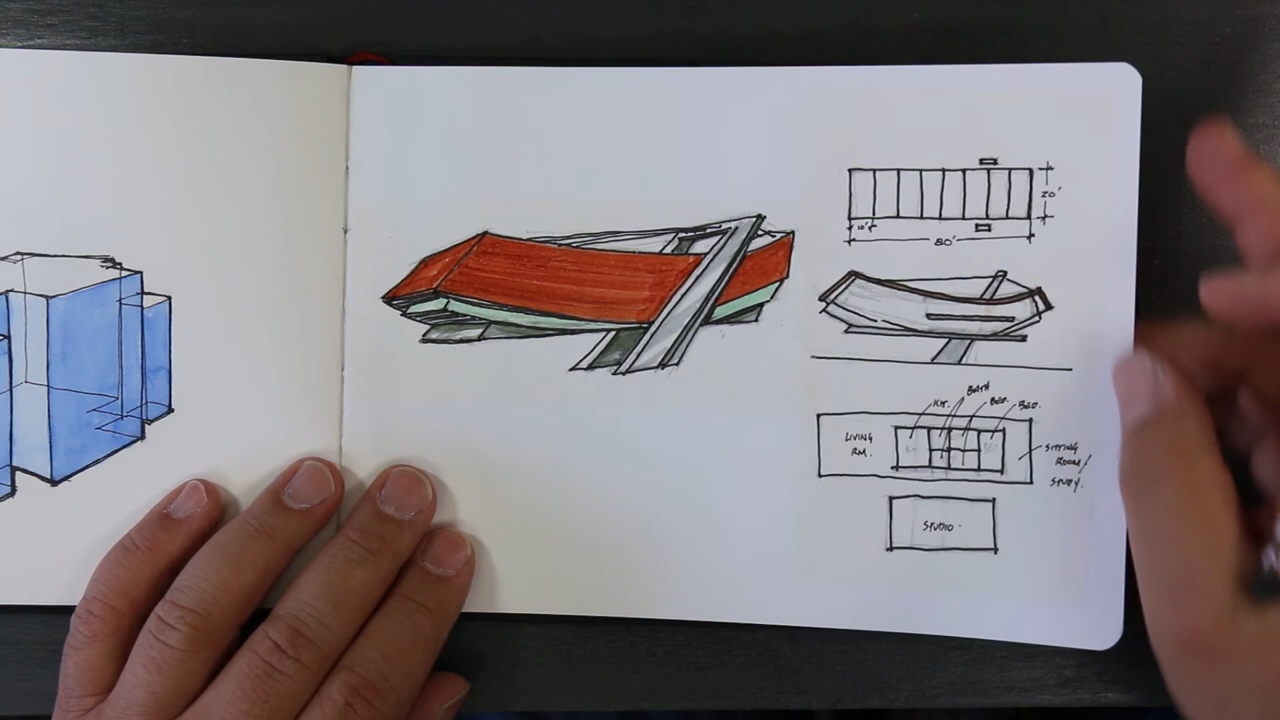 20'
10'
80'
KIT.
BATH
BED.
BED.
LIVING
RM.
SITTING
ROOM/
STUDY.
STUDIO.